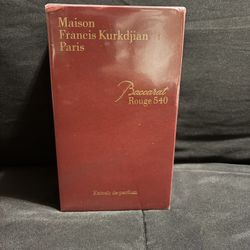 Maison
Francis Kurkdjian
Paris
Baccarat
Rouge 540
Extrait de parfum